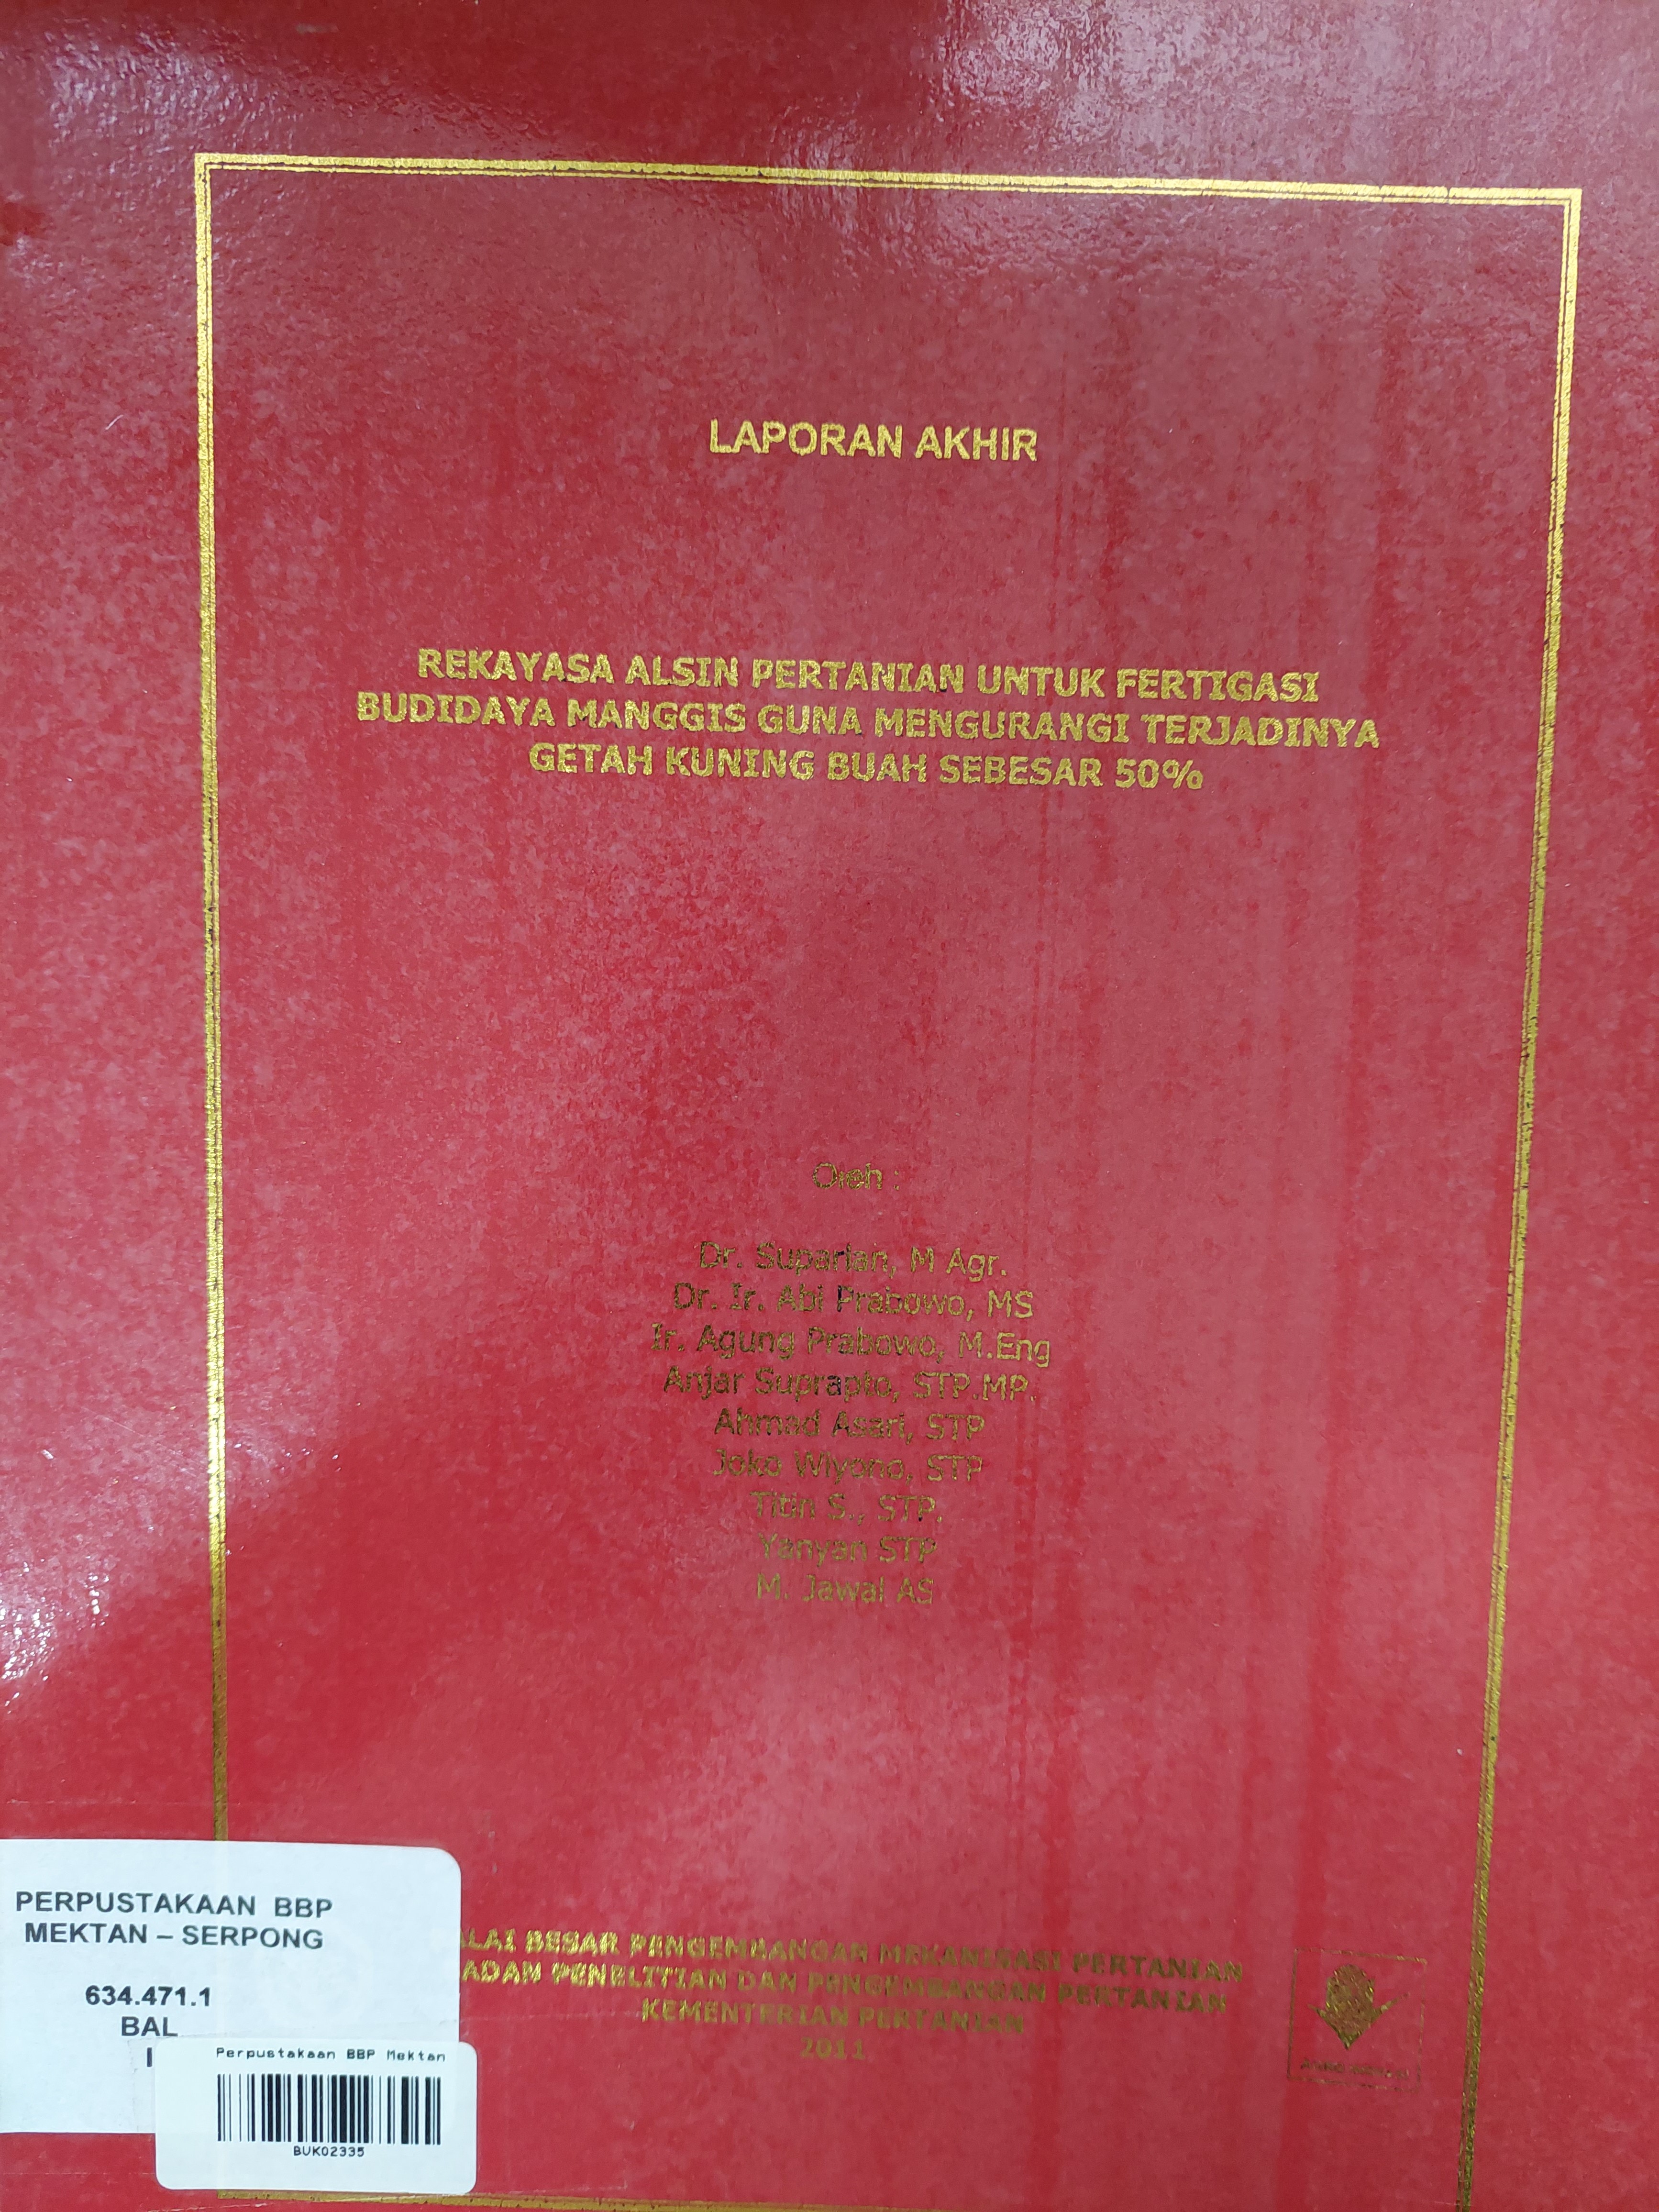 LAPORAN AKHIR
REKAYASA ALSIN PERTANIAN UNTUK FERTIGASI
BUDIDAYA MANGGIS GUNA MENGURANGI TERJADINYA
GETAH KUNING BUAH SEBESAR 50%
Oleh :
Dr. Suparlan, M Agr.
Dr. Ir. Abi Prabowo, MS
Ir. Agung Prabowo, M.Eng
Anjar Suprapto, STP.MP.
Ahmad Asari, STP
Joko Wiyono, STP
Titin S., STP.
Yanyan STP
M. Jawal AS
ALAI BESAR PENGEMBANGAN MEKANISASI PERTANIAN
ADAN PENELITIAN DAN PENGEMBANGAN PERTANIAN
KEMENTERIAN PERTANIAN
2011
PERPUSTAKAAN BBP
MEKTAN – SERPONG
634.471.1
BAL
Perpustakaan BBP Mektan
BUK02335